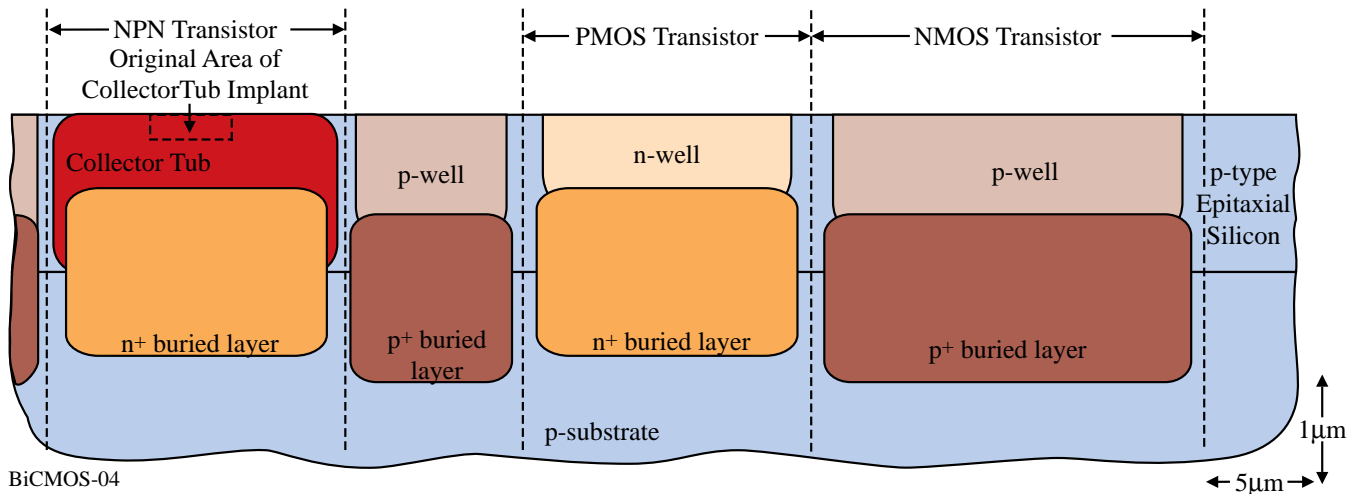 NPN Transistor
Original Area of
CollectorTub Implant
PMOS Transistor
NMOS Transistor
Collector Tub
p-well
n-well
p-well
p-type
Epitaxial
Silicon
n+ buried layer
p+ buried
layer
n+ buried layer
p+ buried layer
p-substrate
1µm
5µm
BiCMOS-04